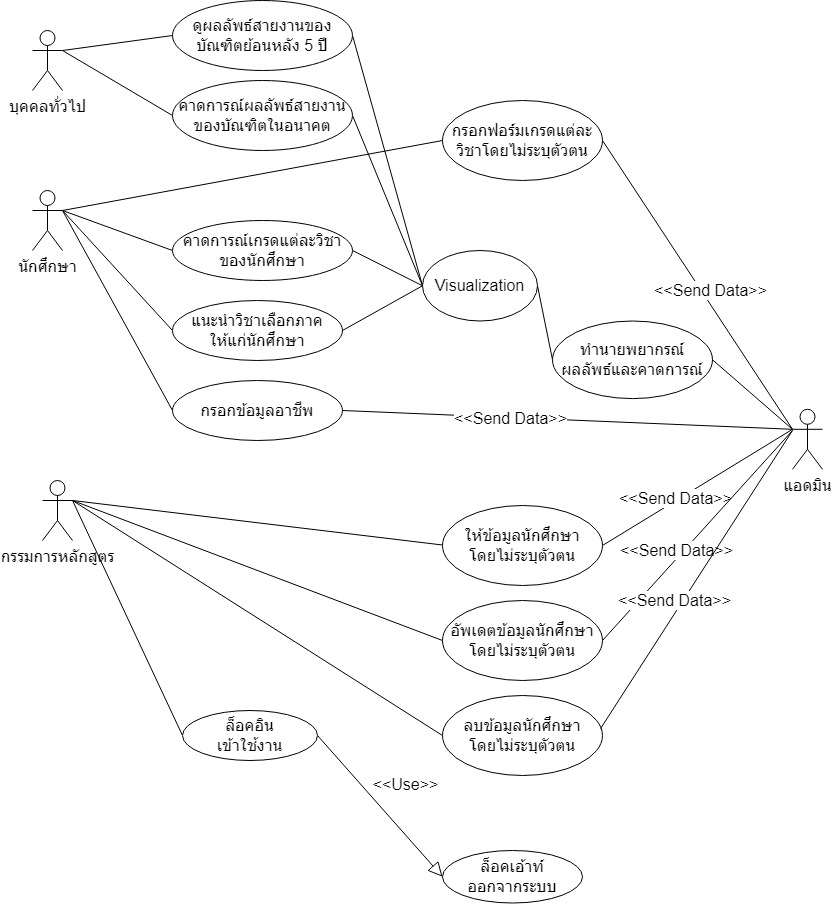 ดูผลลัพธ์สายงานของ
บัณฑิตย้อนหลัง 5 ปี
บุคคลทั่วไป
คาดการณ์ผลลัพธ์สายงาน
ของบัณฑิตในอนาคต
กรอกฟอร์มเกรดแต่ละ
วิชาโดยไม่ระบุตัวตน
นักศึกษา
คาดการณ์เกรดแต่ละวิชา
ของนักศึกษา
Visualization
<<Send Data>>
แนะนำวิชาเลือกภาค
ให้แก่นักศึกษา
ทำนายพยากรณ์
ผลลัพธ์และคาดการณ์
กรอกข้อมูลอาชีพ
<<Send Data>>
แอดมิน
<<Send Data>>
กรรมการหลักสูตร
ให้ข้อมูลนักศึกษา
โดยไม่ระบุตัวตน
<<Send Data>>
<<Send Data>>
อัพเดตข้อมูลนักศึกษา
โดยไม่ระบุตัวตน
ล็อคอิน
เข้าใช้งาน
ลบข้อมูลนักศึกษา
โดยไม่ระบุตัวตน
<<Use>>
ล็อคเอ้าท์
ออกจากระบบ